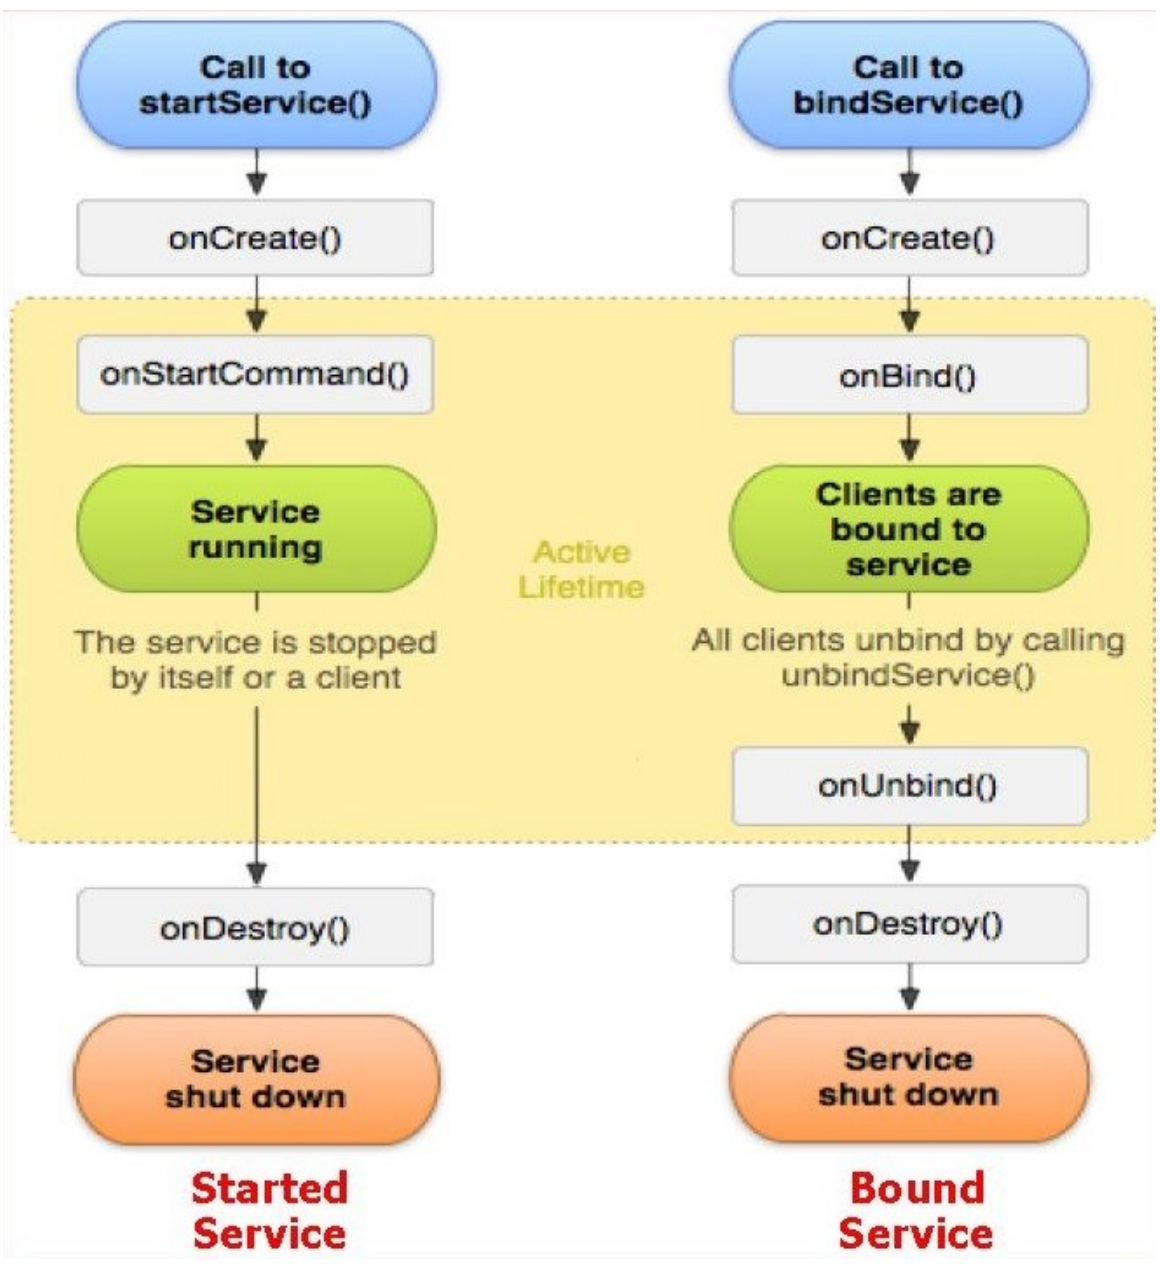 Call to
startService()
onCreate()
onStartCommand()
Service
running
The service is stopped
by itself or a client
onDestroy()
Service
shut down
Started
Service
Active
Lifetime
Call to
bindService()
onCreate()
onBind()
Clients are
bound to
service
All clients unbind by calling
unbindService()
onUnbind()
onDestroy()
Service
shut down
Bound
Service